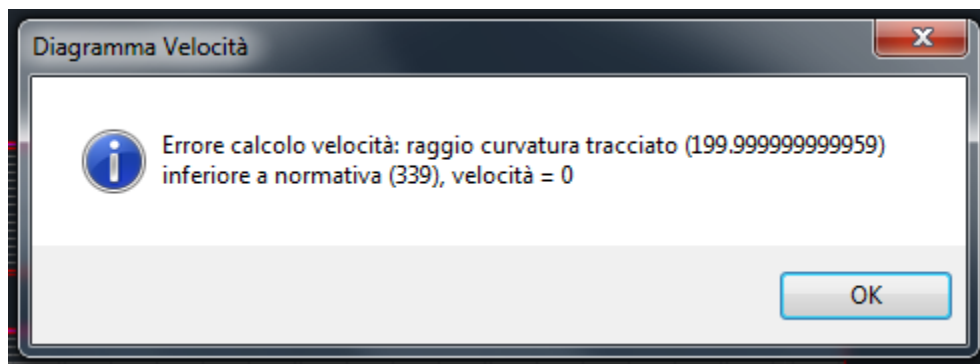 Diagramma Velocità
Errore calcolo velocità: raggio curvatura tracciato (199.999999999959)
inferiore a normativa (339), velocità = 0
OK